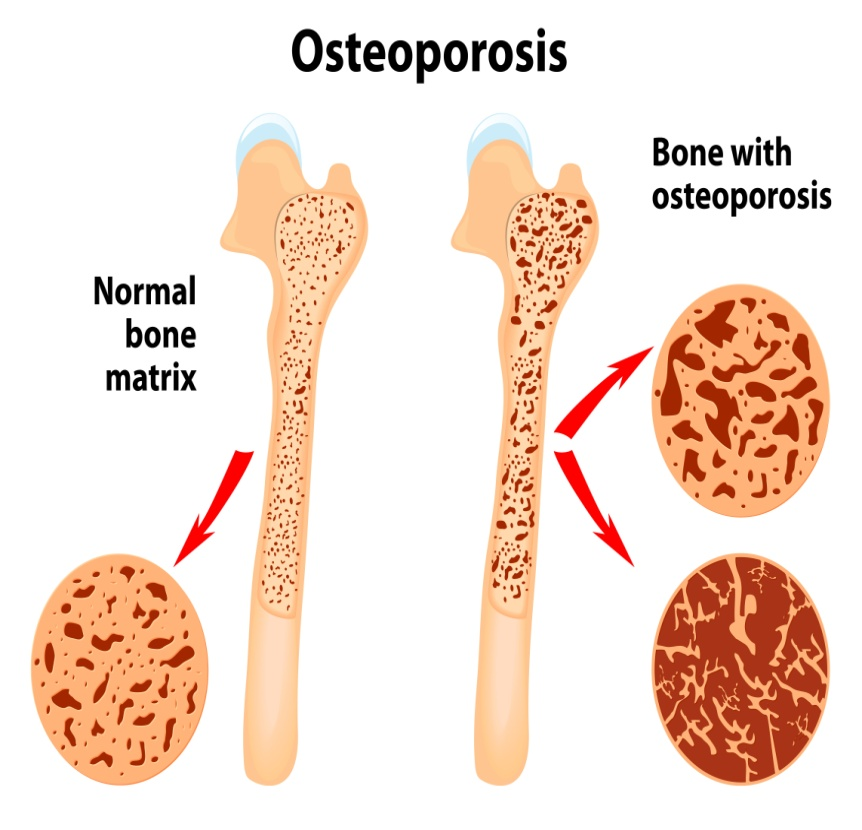 Osteoporosis
Bone with
osteoporosis
Normal
bone
matrix